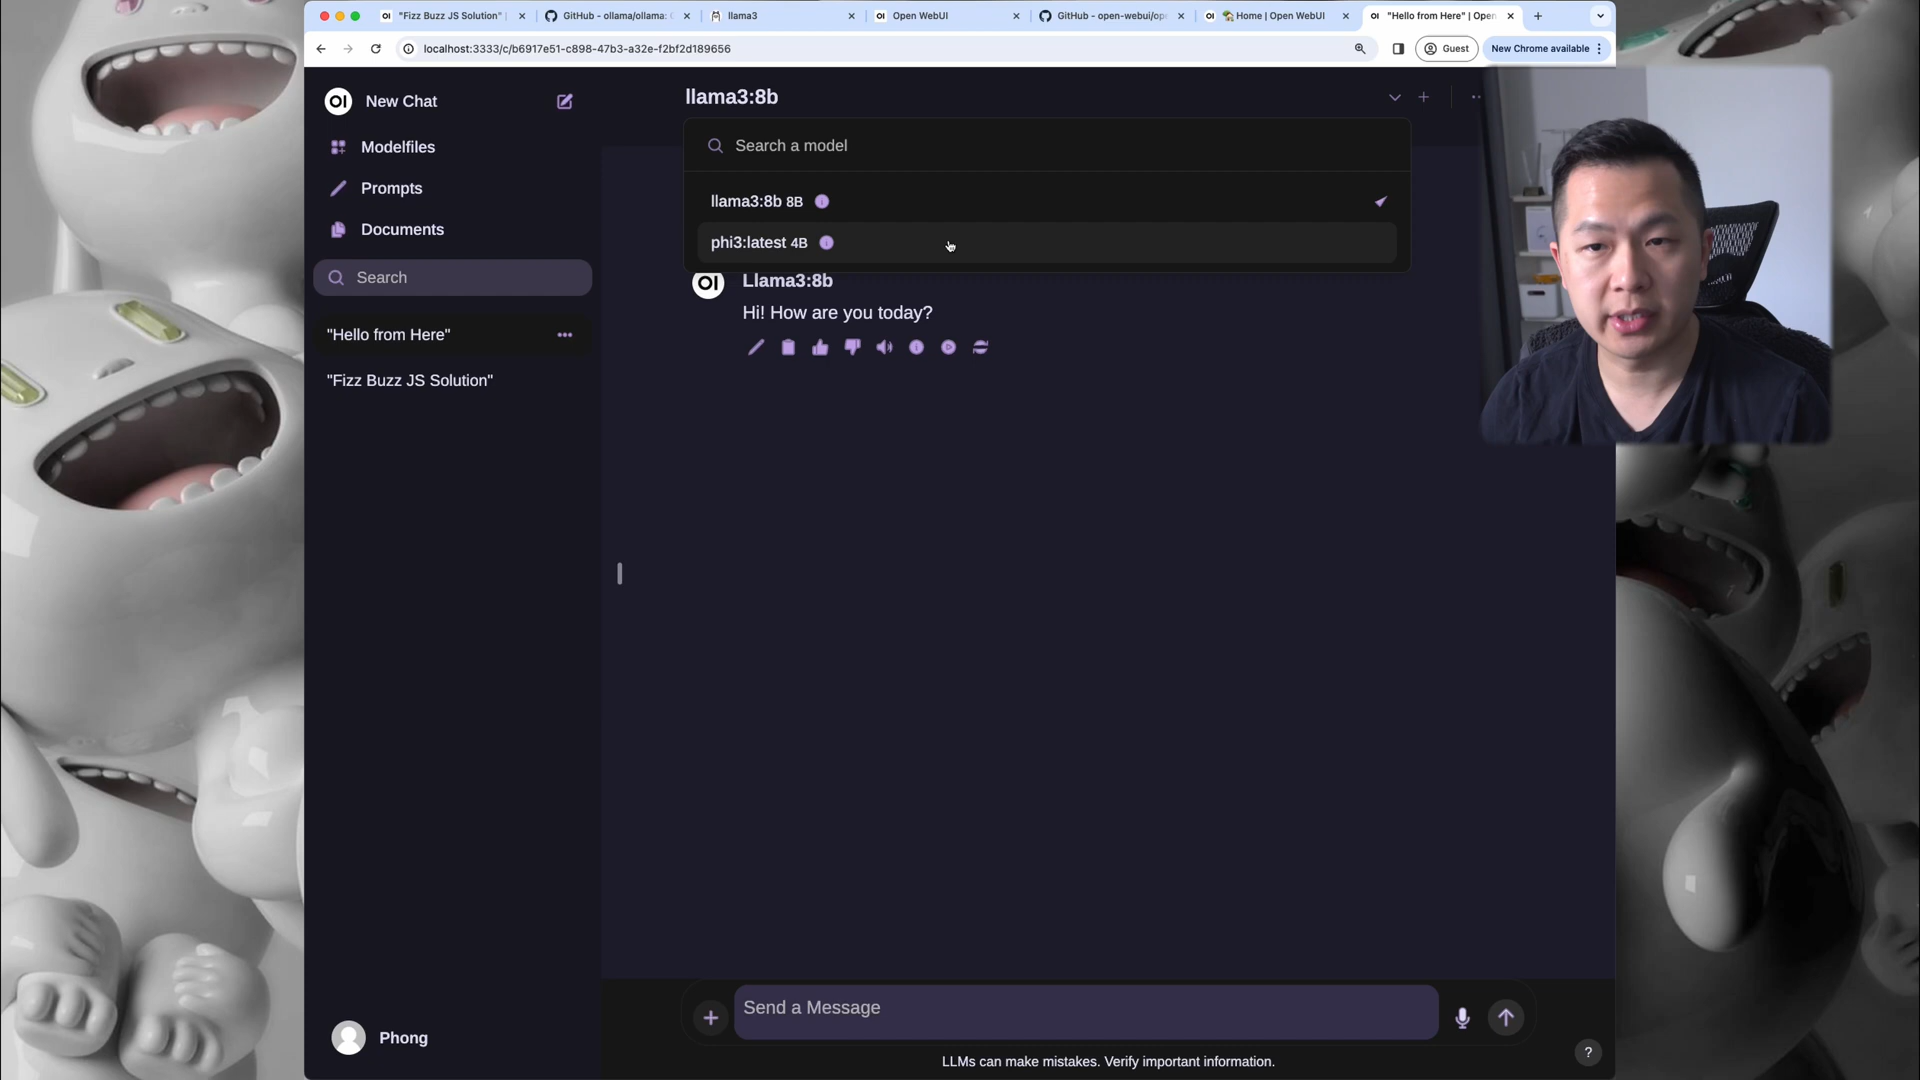 "Fizz Buzz JS Solution" |
GitHub - ollama/ollama:
llama3
Open WebUI
GitHub - open-webui/op
Home | Open WebUI
"Hello from Here" | Open
localhost:3333/c/b6917e51-c898-47b3-a32e-f2bf2d189656
Guest
New Chrome available
OI New Chat
Modelfiles
Prompts
Documents
Search
"Hello from Here"
"Fizz Buzz JS Solution"
Phong
llama3:8b
Search a model
llama3:8b 8B
phi3:latest 4B
OI Llama3:8b
Hi! How are you today?
Send a Message
LLMs can make mistakes. Verify important information.
?